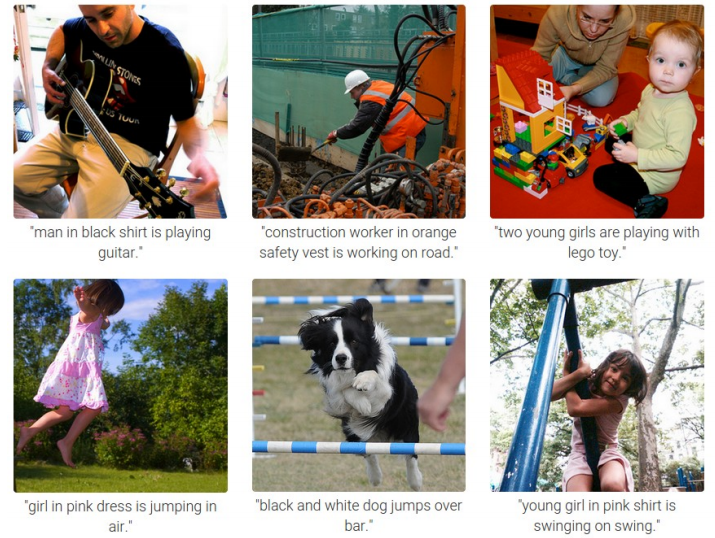 "man in black shirt is playing
guitar."
"construction worker in orange
safety vest is working on road."
"two young girls are playing with
lego toy."
"girl in pink dress is jumping in
air."
"black and white dog jumps over
bar."
"young girl in pink shirt is
swinging on swing."